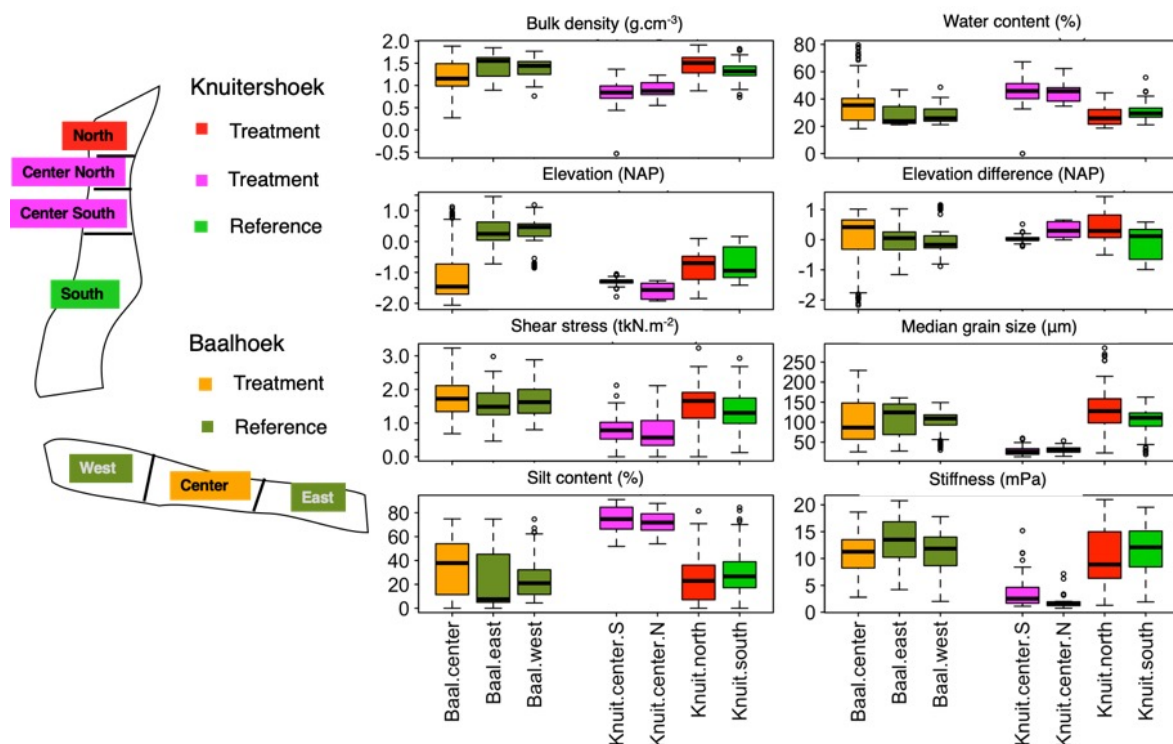 Knuitershoek
Treatment
Treatment
Reference
North
Center North
Center South
South
Baalhoek
Treatment
Reference
West
Center
East
Bulk density (g.cm-3)
2.0
1.5
1.0
0.5
0.0
-0.5
Water content (%)
80
60
40
20
0
Elevation (NAP)
1.0
0.0
-1.0
-2.0
Elevation difference (NAP)
1
0
-1
-2
Shear stress (tkN.m-2)
3.0
2.0
1.0
0.0
Median grain size (µm)
250
200
150
100
50
Silt content (%)
80
60
40
20
0
Stiffness (mPa)
20
15
10
5
0
Baal.center
Baal.east
Baal.west
Knuit.center.S
Knuit.center.N
Knuit.north
Knuit.south
Baal.center
Baal.east
Baal.west
Knuit.center.S
Knuit.center.N
Knuit.north
Knuit.south